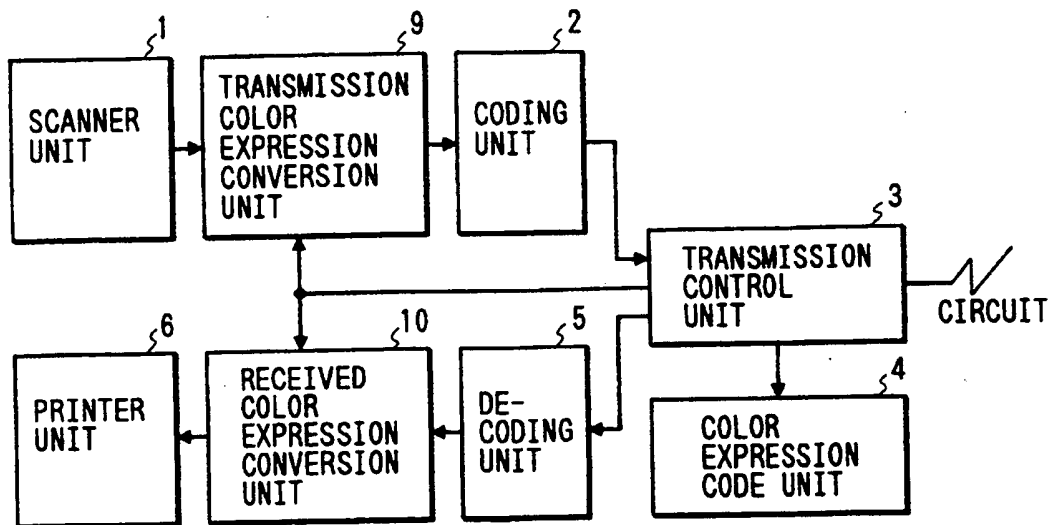 1
SCANNER
UNIT
9
TRANSMISSION
COLOR
EXPRESSION
CONVERSION
UNIT
2
CODING
UNIT
3
TRANSMISSION
CONTROL
UNIT
CIRCUIT
6
PRINTER
UNIT
10
RECEIVED
COLOR
EXPRESSION
CONVERSION
UNIT
5
DE-
CODING
UNIT
4
COLOR
EXPRESSION
CODE UNIT